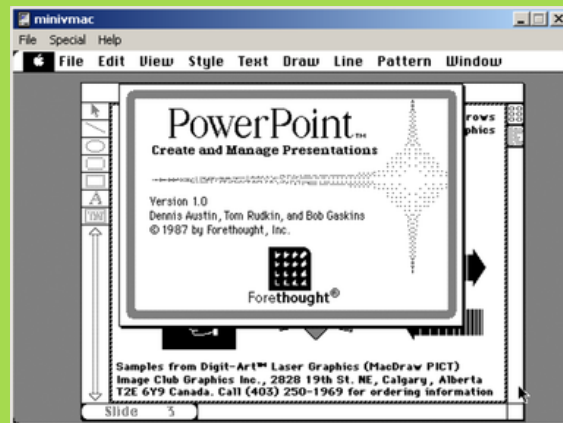 minivmac
File Special Help
File Edit View Style Text Draw Line Pattern Window
rows
phics
PowerPoint™
Create and Manage Presentations
Version 1.0
Dennis Austin, Tom Rudkin, and Bob Gaskins
© 1987 by Forethought, Inc.
Forethought®
A
Samples from Digit-Art™ Laser Graphics (MacDraw PICT)
Image Club Graphics Inc., 2828 19th St. NE, Calgary, Alberta
T2E 6Y9 Canada. Call (403) 250-1969 for ordering information
Slide 3